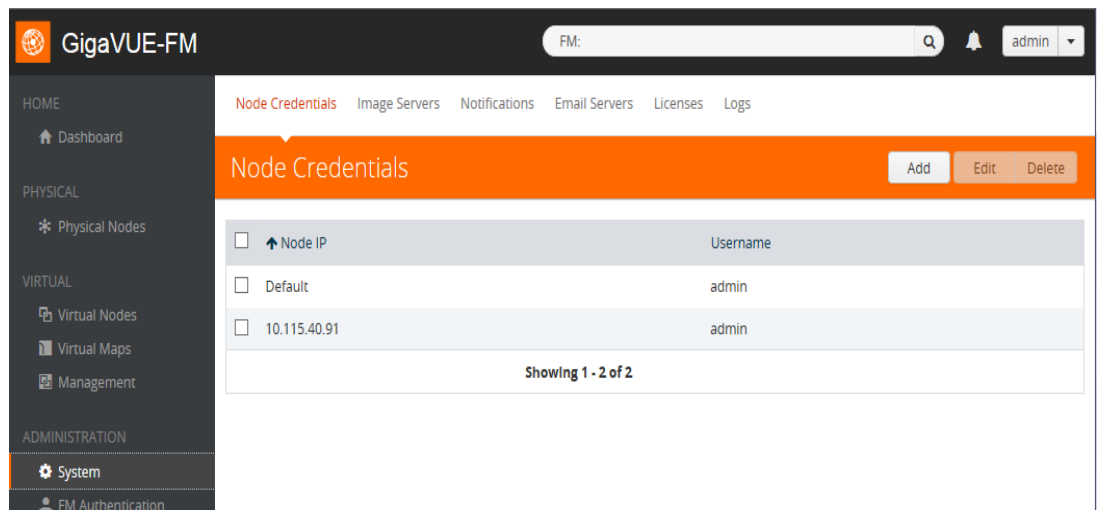 GigaVUE-FM
FM:
admin
HOME
Dashboard
PHYSICAL
Physical Nodes
VIRTUAL
Virtual Nodes
Virtual Maps
Management
ADMINISTRATION
System
FM Authentication
Node Credentials Image Servers Notifications Email Servers Licenses Logs
Node Credentials
Add Edit Delete
Node IP Username
Default admin
10.115.40.91 admin
Showing 1 - 2 of 2